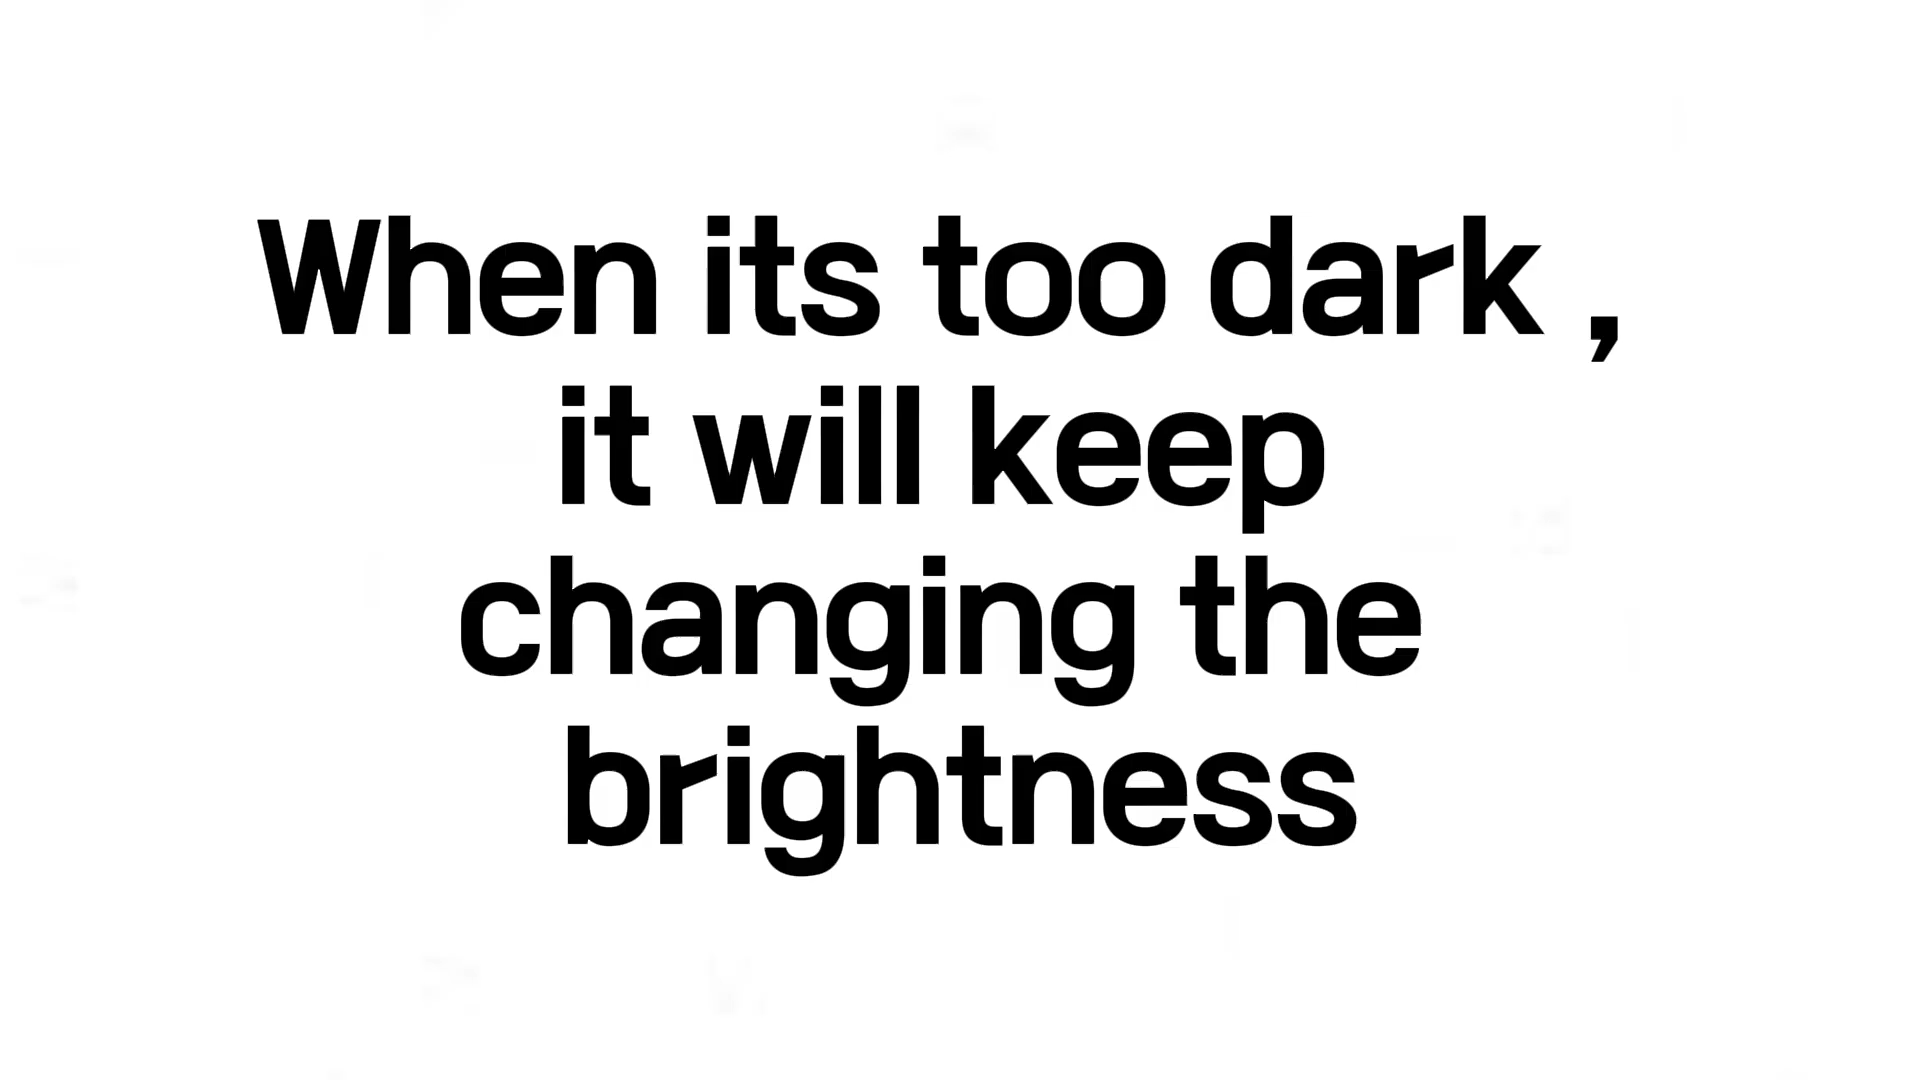 When its too dark ,
it will keep
changing the
brightness